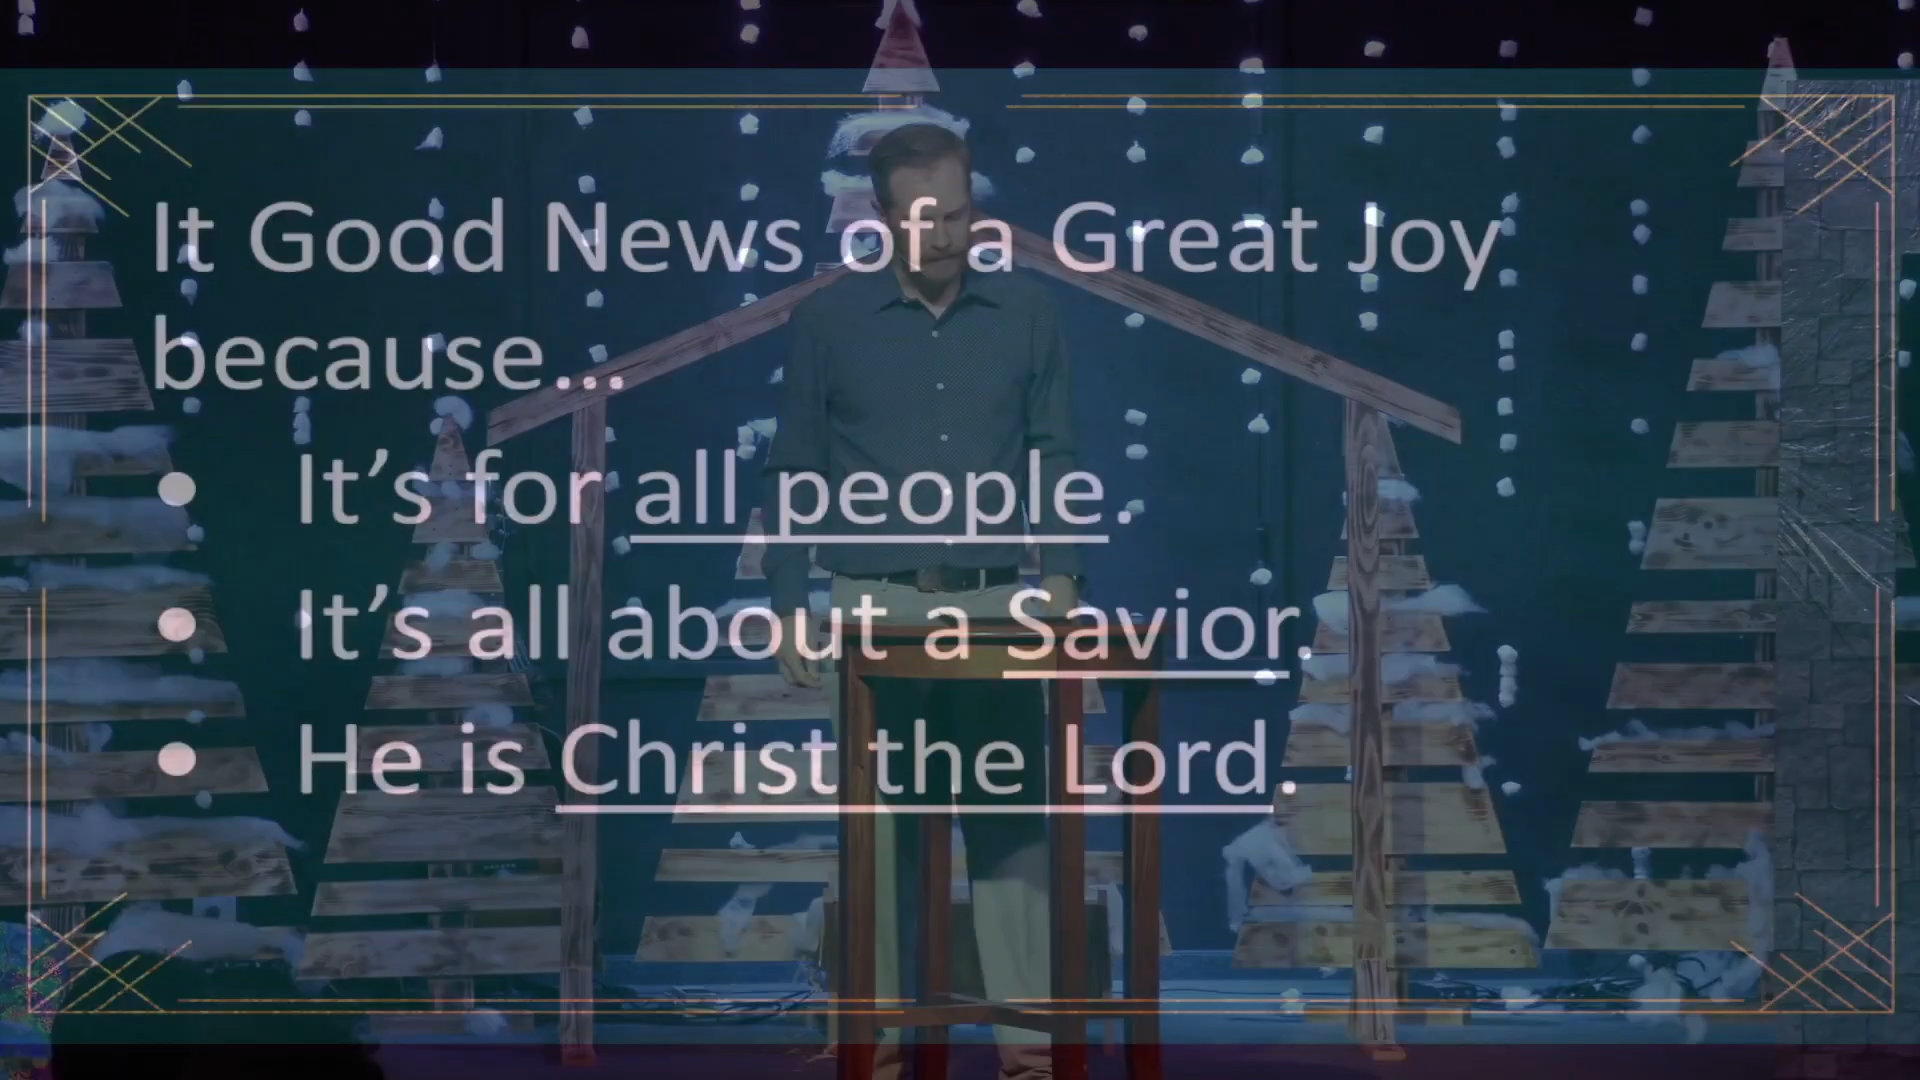 It Good News of a Great Joy
because...
• It's for all people.
• It's all about a Savior.
• He is Christ the Lord.